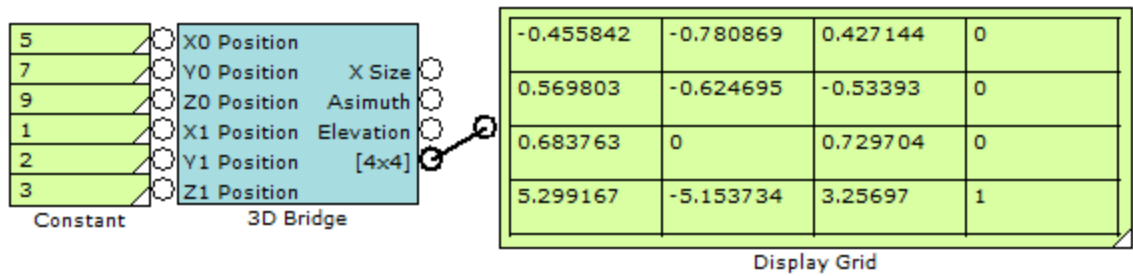 5
7
9
1
2
3
Constant
X0 Position
Y0 Position X Size
Z0 Position Asimuth
X1 Position Elevation
Y1 Position [4x4]
Z1 Position
3D Bridge
-0.455842 -0.780869 0.427144 0
0.569803 -0.624695 -0.53393 0
0.683763 0 0.729704 0
5.299167 -5.153734 3.25697 1
Display Grid